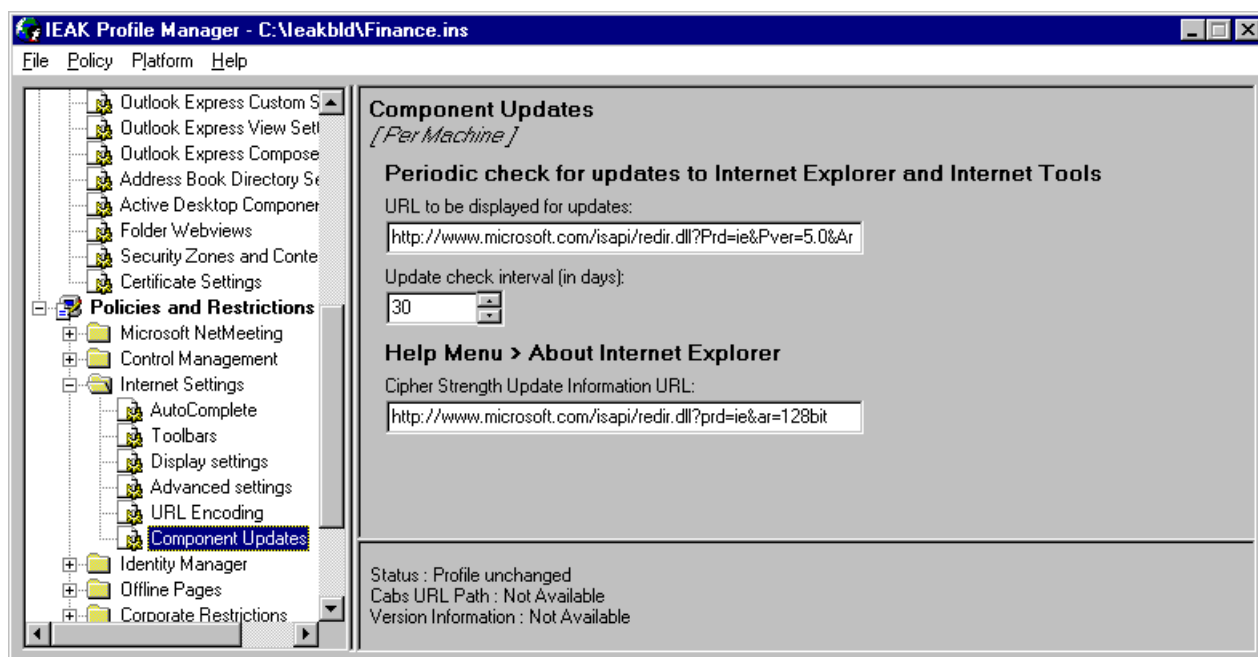 IEAK Profile Manager - C:\Ieakbld\Finance.ins
File Policy Platform Help
Outlook Express Custom S
Outlook Express View Sett
Outlook Express Compose
Address Book Directory Se
Active Desktop Componen
Folder Webviews
Security Zones and Conte
Certificate Settings
Policies and Restrictions
Microsoft NetMeeting
Control Management
Internet Settings
AutoComplete
Toolbars
Display settings
Advanced settings
URL Encoding
Component Updates
Identity Manager
Offline Pages
Corporate Restrictions
Component Updates
[ Per Machine ]
Periodic check for updates to Internet Explorer and Internet Tools
URL to be displayed for updates:
http://www.microsoft.com/isapi/redir.dll?Prd=ie&Pver=5.0&Ar
Update check interval (in days):
30
Help Menu > About Internet Explorer
Cipher Strength Update Information URL:
http://www.microsoft.com/isapi/redir.dll?prd=ie&ar=128bit
Status : Profile unchanged
Cabs URL Path : Not Available
Version Information : Not Available